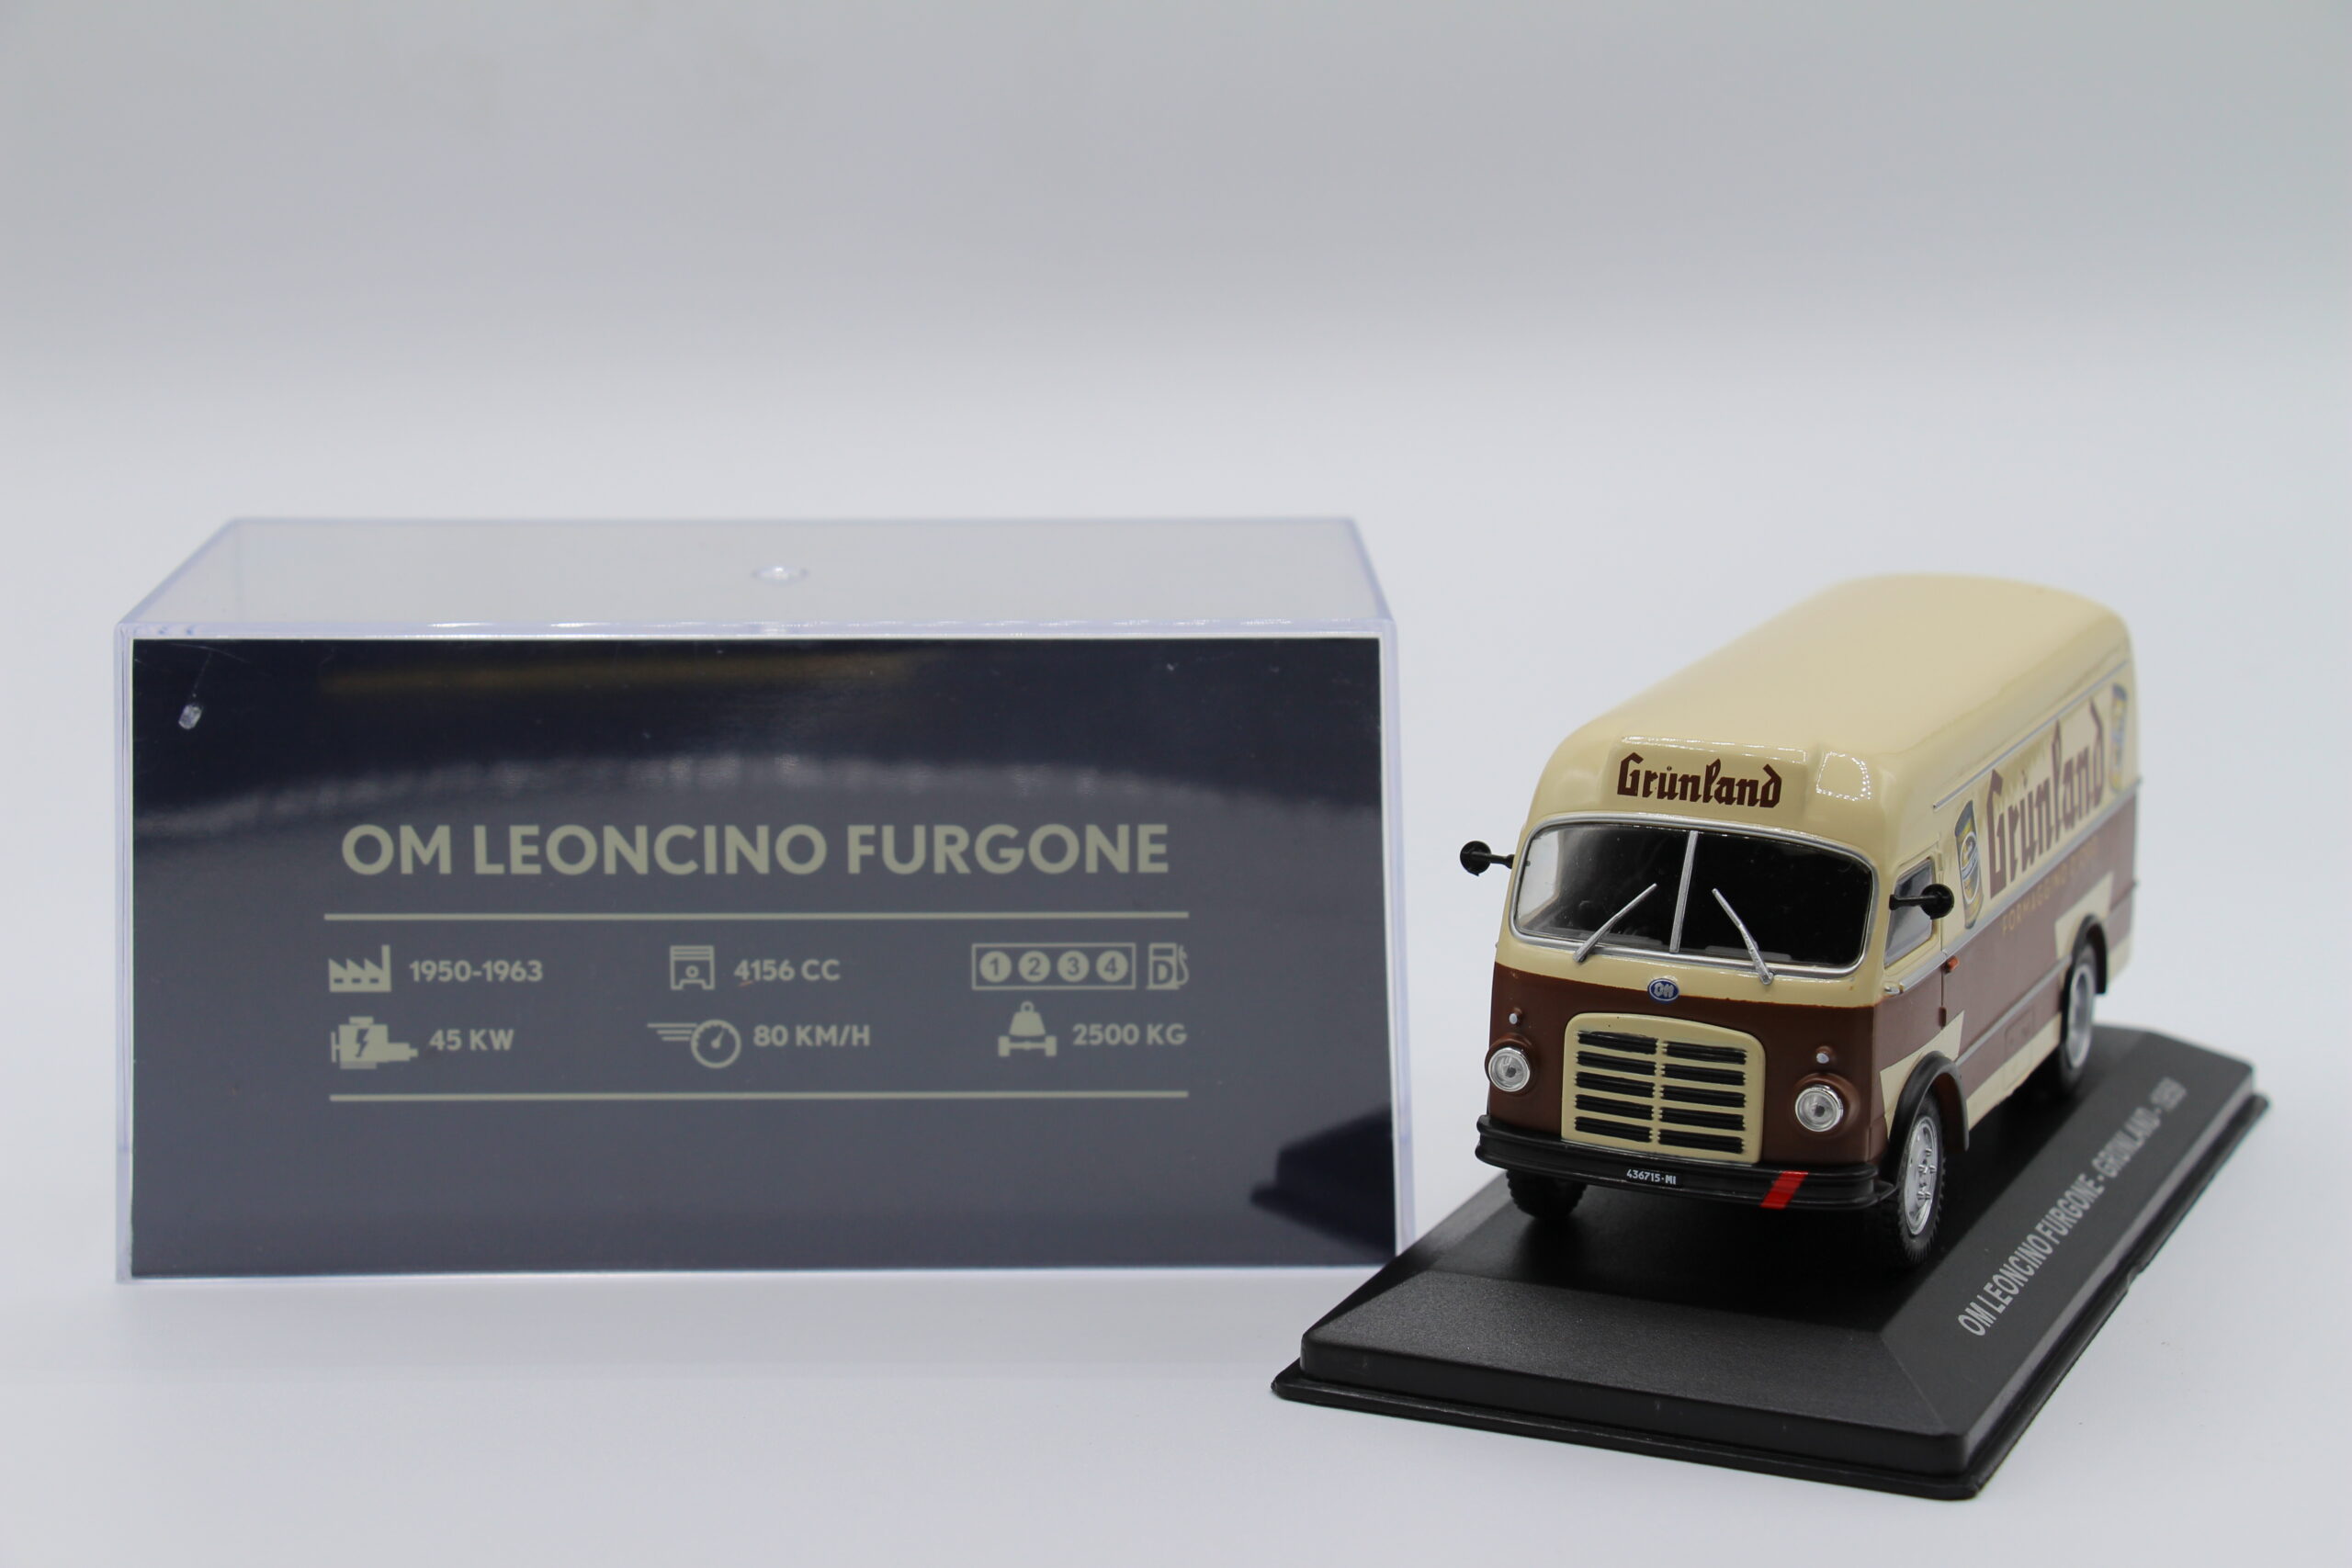 OM LEONCINO FURGONE
1950-1963
4156 CC
1 2 3 4 D
45 KW
80 KM/H
2500 KG
Grünland
OM
436715·MI
Grünland
OM LEONCINO FURGONE - GRÜNLAND -